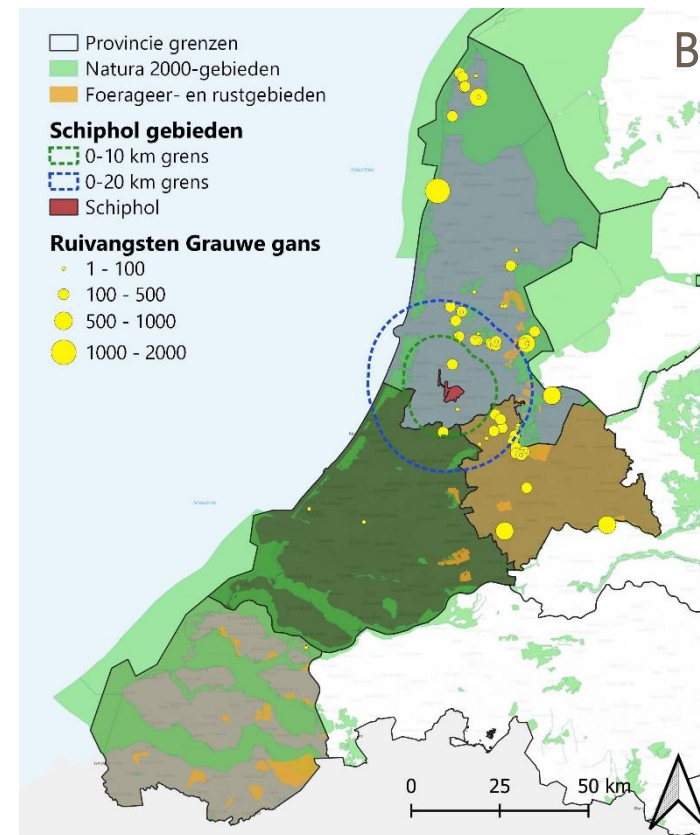 B
Provincie grenzen
Natura 2000-gebieden
Foerageer- en rustgebieden
Schiphol gebieden
0-10 km grens
0-20 km grens
Schiphol
Ruivangsten Grauwe gans
1 - 100
100 - 500
500 - 1000
1000 - 2000
0 25 50 km